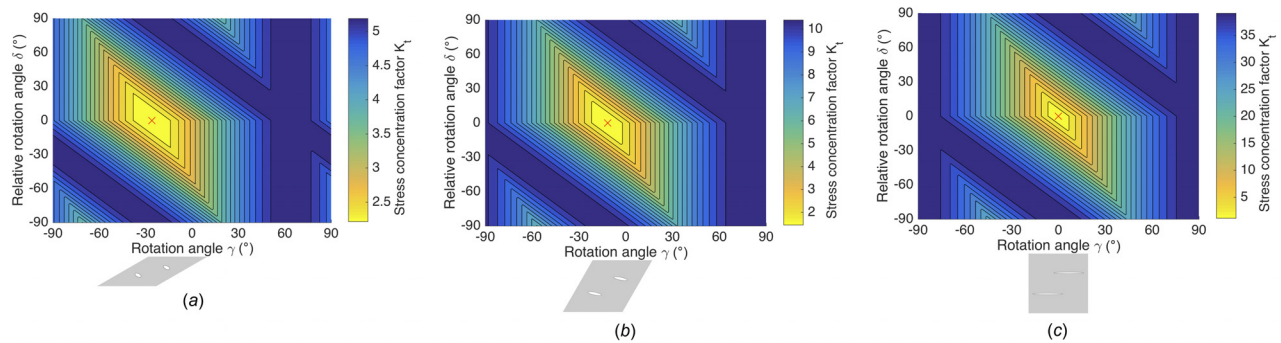 90
60
30
0
-30
-60
-90
Relative rotation angle δ (°)
-90 -60 -30 0 30 60 90
Rotation angle γ (°)
5
4.5
4
3.5
3
2.5
Stress concentration factor K_t
(a)
90
60
30
0
-30
-60
-90
Relative rotation angle δ (°)
-90 -60 -30 0 30 60 90
Rotation angle γ (°)
10
9
8
7
6
5
4
3
2
Stress concentration factor K_t
(b)
90
60
30
0
-30
-60
-90
Relative rotation angle δ (°)
-90 -60 -30 0 30 60 90
Rotation angle γ (°)
35
30
25
20
15
10
5
Stress concentration factor K_t
(c)